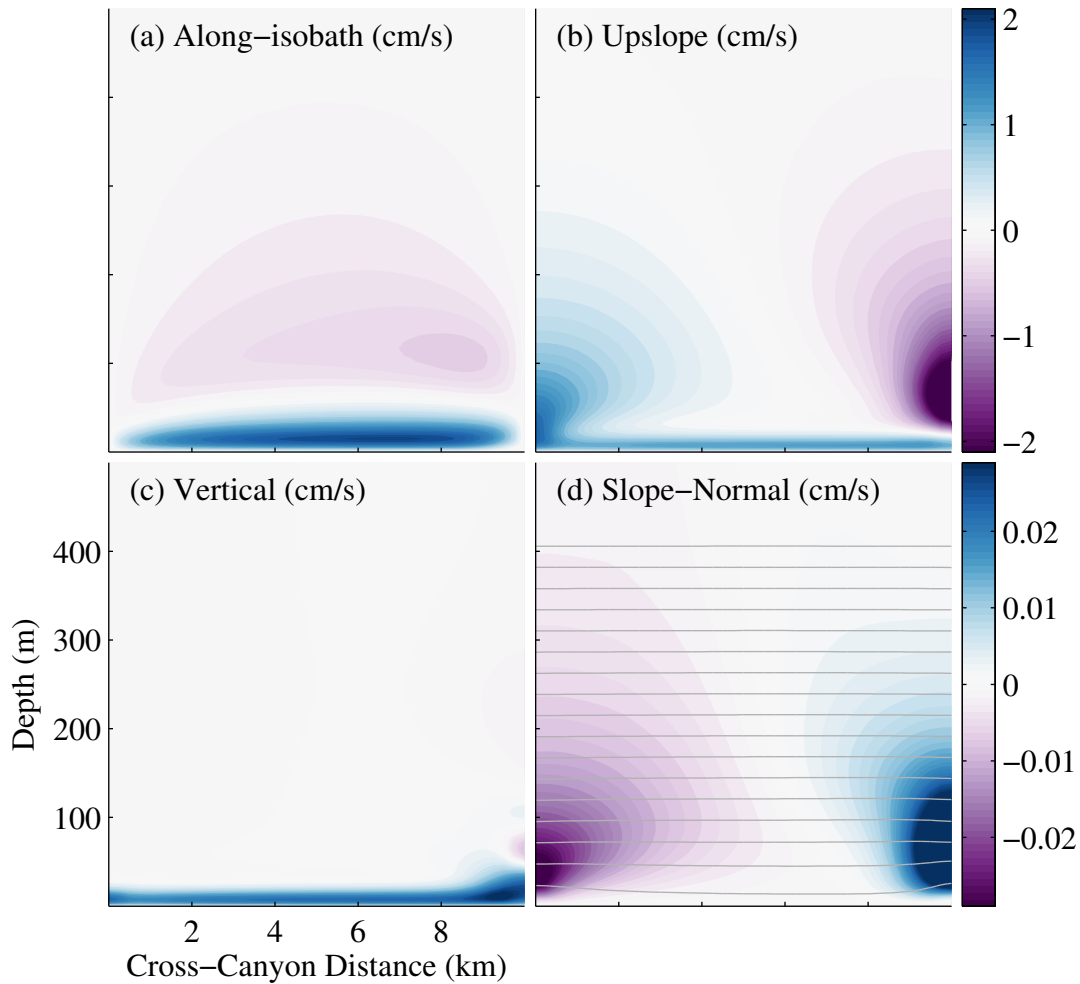 (a) Along−isobath (cm/s)
(b) Upslope (cm/s)
2
1
0
−1
−2
(c) Vertical (cm/s)
(d) Slope−Normal (cm/s)
400
300
200
100
Depth (m)
0.02
0.01
0
−0.01
−0.02
2 4 6 8
Cross−Canyon Distance (km)